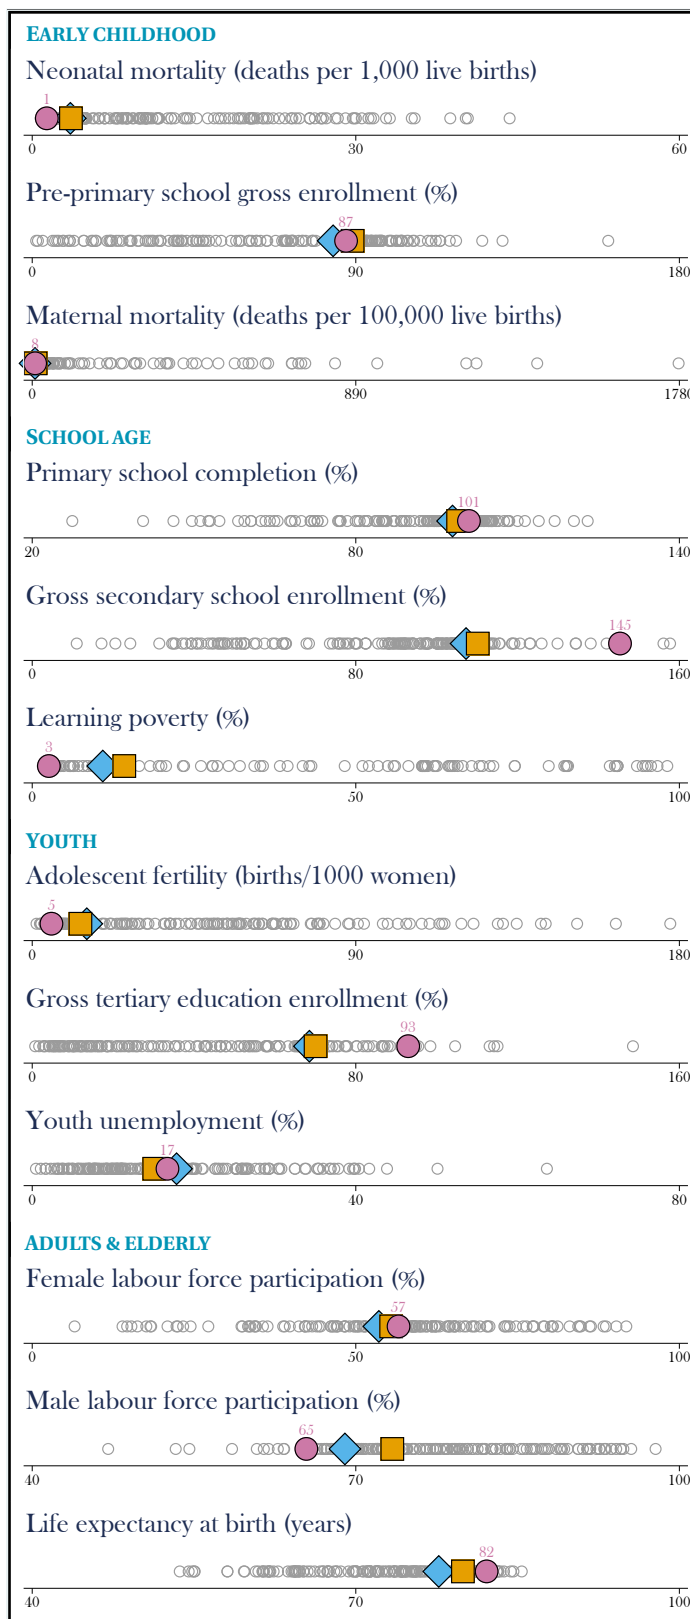 EARLY CHILDHOOD
Neonatal mortality (deaths per 1,000 live births)
1
0 30 60
Pre-primary school gross enrollment (%)
87
0 90 180
Maternal mortality (deaths per 100,000 live births)
8
0 890 1780
SCHOOL AGE
Primary school completion (%)
101
20 80 140
Gross secondary school enrollment (%)
145
0 80 160
Learning poverty (%)
3
0 50 100
YOUTH
Adolescent fertility (births/1000 women)
5
0 90 180
Gross tertiary education enrollment (%)
93
0 80 160
Youth unemployment (%)
17
0 40 80
ADULTS & ELDERLY
Female labour force participation (%)
57
0 50 100
Male labour force participation (%)
65
40 70 100
Life expectancy at birth (years)
82
40 70 100